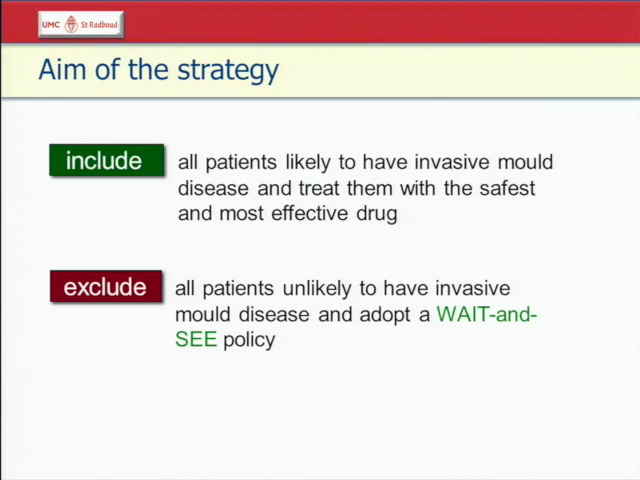 UMC St Radboud
Aim of the strategy
include
all patients likely to have invasive mould
disease and treat them with the safest
and most effective drug
exclude
all patients unlikely to have invasive
mould disease and adopt a WAIT-and-
SEE policy